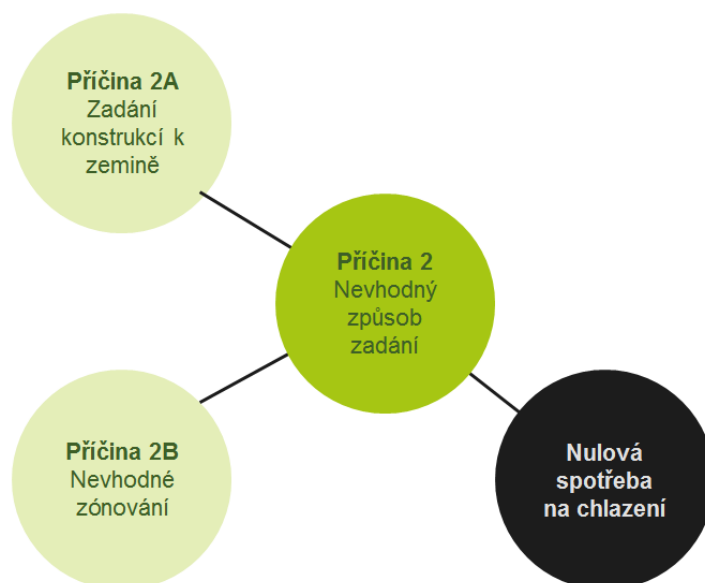 Příčina 2A
Zadání
konstrukcí k
zemině
Příčina 2
Nevhodný
způsob
zadání
Příčina 2B
Nevhodné
zónování
Nulová
spotřeba
na chlazení